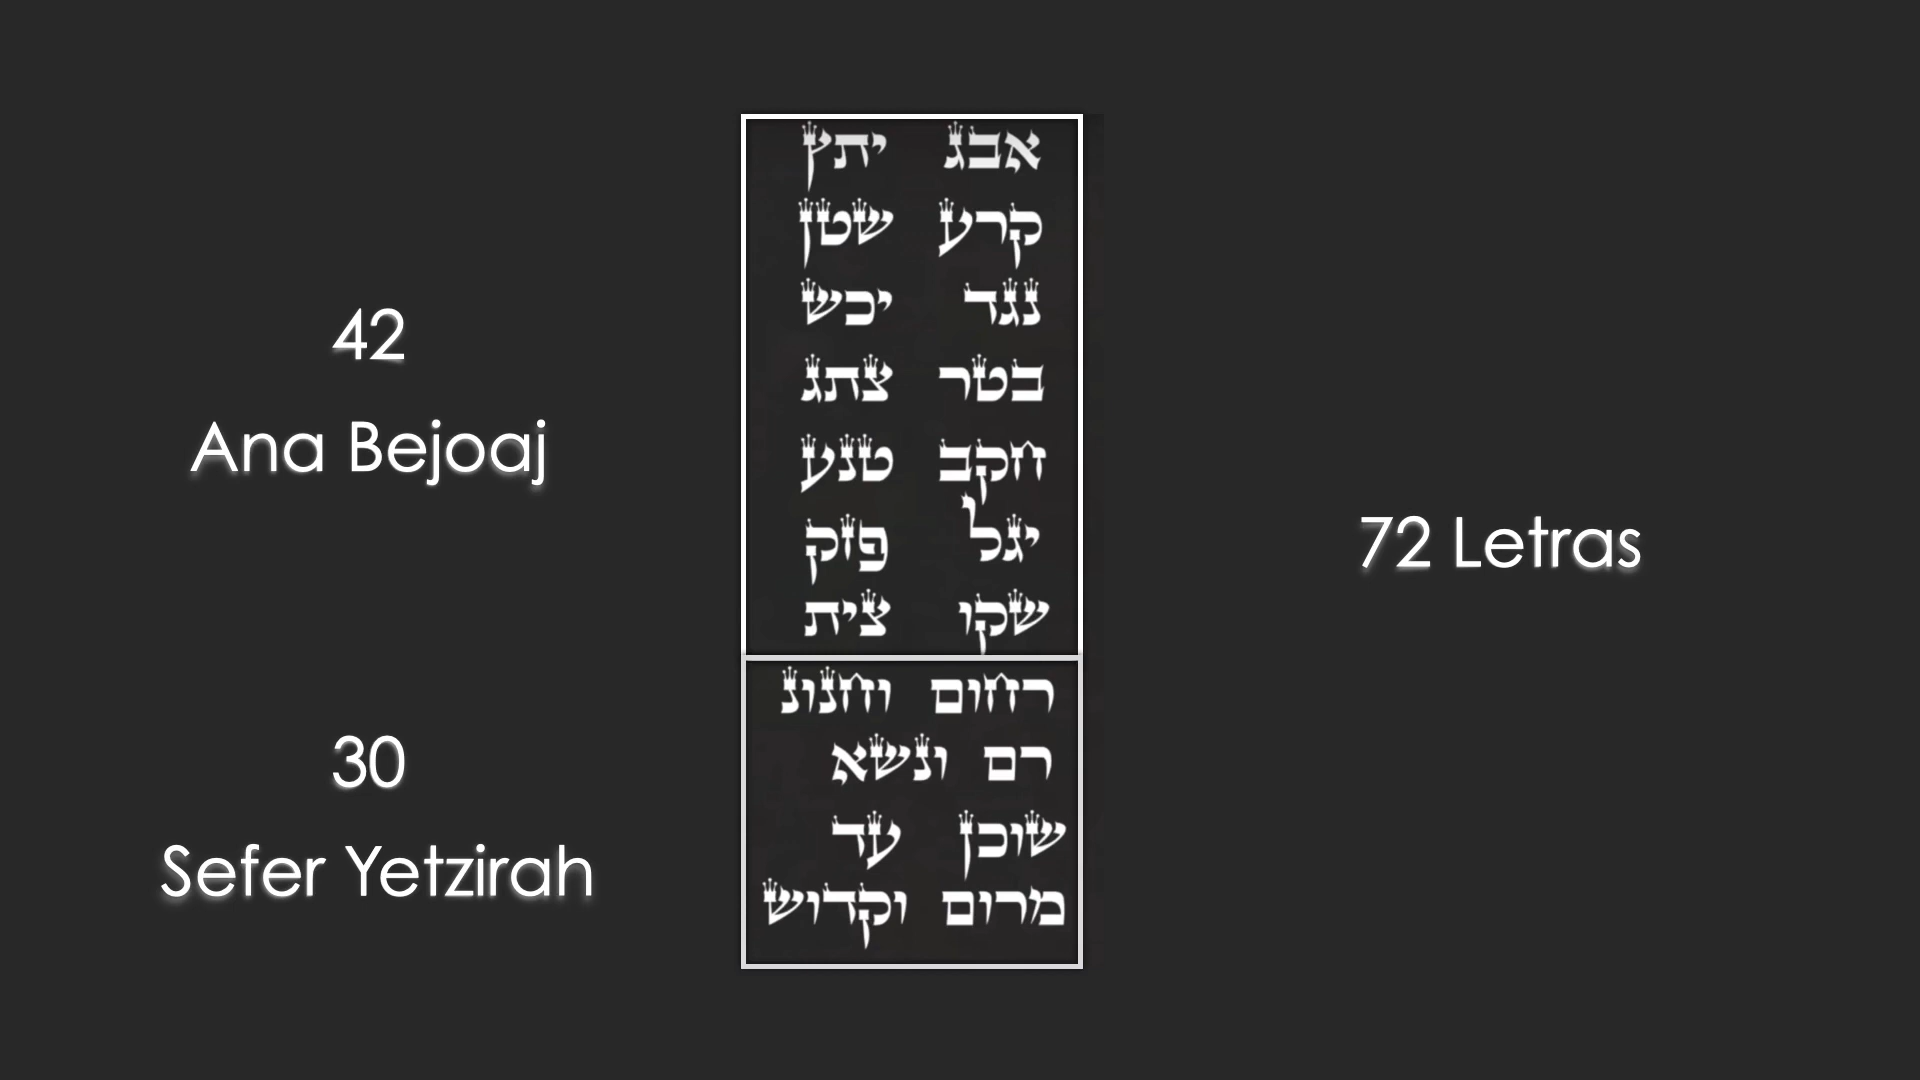 42
Ana Bejoaj
30
Sefer Yetzirah
אבג יתץ
קרע שטן
נגד יכש
בטר צתג
חקב טנע
יגל פזק
שקו צית
רחום וחנונ
רם ונשא
שוכן עד
מרום וקדוש
72 Letras